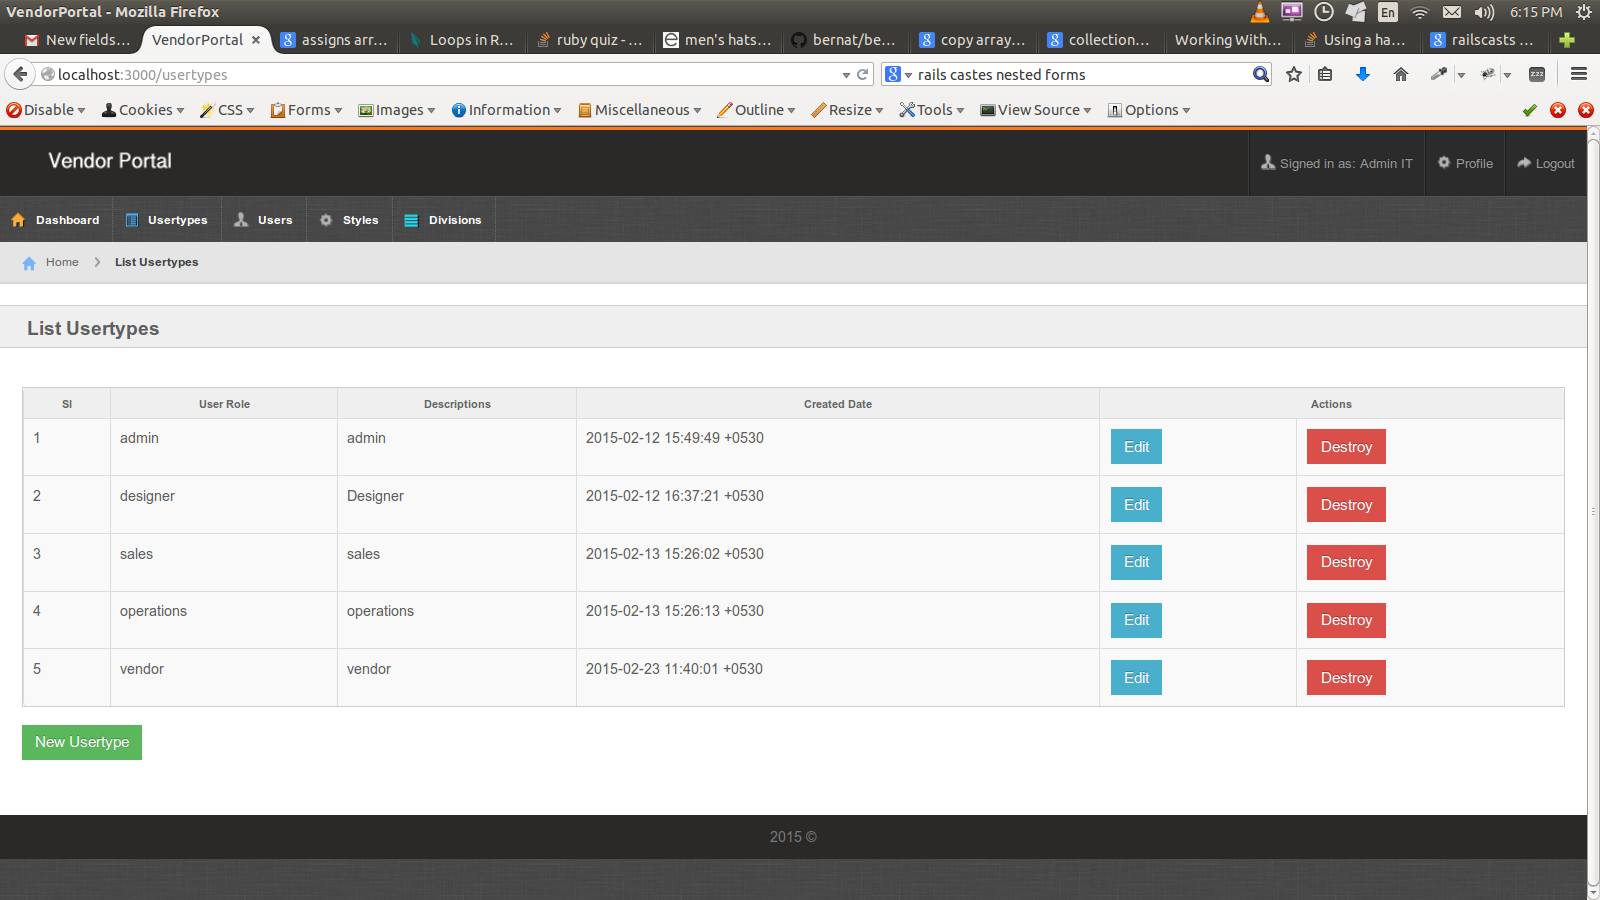 VendorPortal - Mozilla Firefox
En
6:15 PM
New fields...
VendorPortal
assigns arr...
Loops in R...
ruby quiz - ...
men's hats...
bernat/be...
copy array...
collection...
Working With...
Using a ha...
railscasts ...
localhost:3000/usertypes
rails castes nested forms
Disable
Cookies
CSS
Forms
Images
Information
Miscellaneous
Outline
Resize
Tools
View Source
Options
Vendor Portal
Signed in as: Admin IT
Profile
Logout
Dashboard
Usertypes
Users
Styles
Divisions
Home
List Usertypes
List Usertypes
Sl User Role Descriptions Created Date Actions
1 admin admin 2015-02-12 15:49:49 +0530 Edit Destroy
2 designer Designer 2015-02-12 16:37:21 +0530 Edit Destroy
3 sales sales 2015-02-13 15:26:02 +0530 Edit Destroy
4 operations operations 2015-02-13 15:26:13 +0530 Edit Destroy
5 vendor vendor 2015-02-23 11:40:01 +0530 Edit Destroy
New Usertype
2015 ©